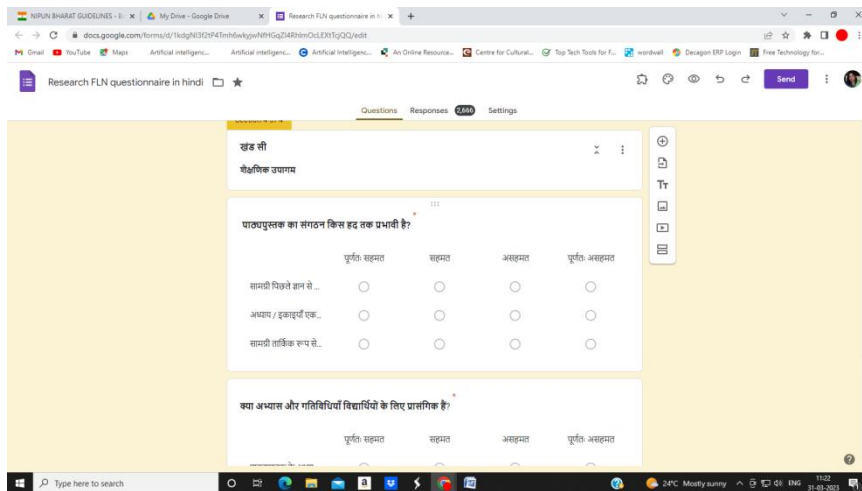 NIPUN BHARAT GUIDELINES - E
My Drive - Google Drive
Research FLN questionnaire in h
docs.google.com/forms/d/
/edit
Gmail
YouTube
Maps
Artificial intelligenc...
Artificial intelligenc...
Artificial Intelligenc...
An Online Resource...
Centre for Cultural...
Top Tech Tools for F...
wordwall
Decagon ERP Login
Free Technology for...
Research FLN questionnaire in hindi
Send
Questions Responses 2,666 Settings
खंड सी
शैक्षणिक उपागम
पाठ्यपुस्तक का संगठन किस हद तक प्रभावी है? *
पूर्णतः सहमत सहमत असहमत पूर्णतः असहमत
सामग्री पिछले ज्ञान से ...
अध्याय / इकाइयाँ एक...
सामग्री तार्किक रूप से...
क्या अभ्यास और गतिविधियाँ विद्यार्थियों के लिए प्रासंगिक हैं? *
पूर्णतः सहमत सहमत असहमत पूर्णतः असहमत
Type here to search
24°C Mostly sunny
ENG
11:22
31-03-2023